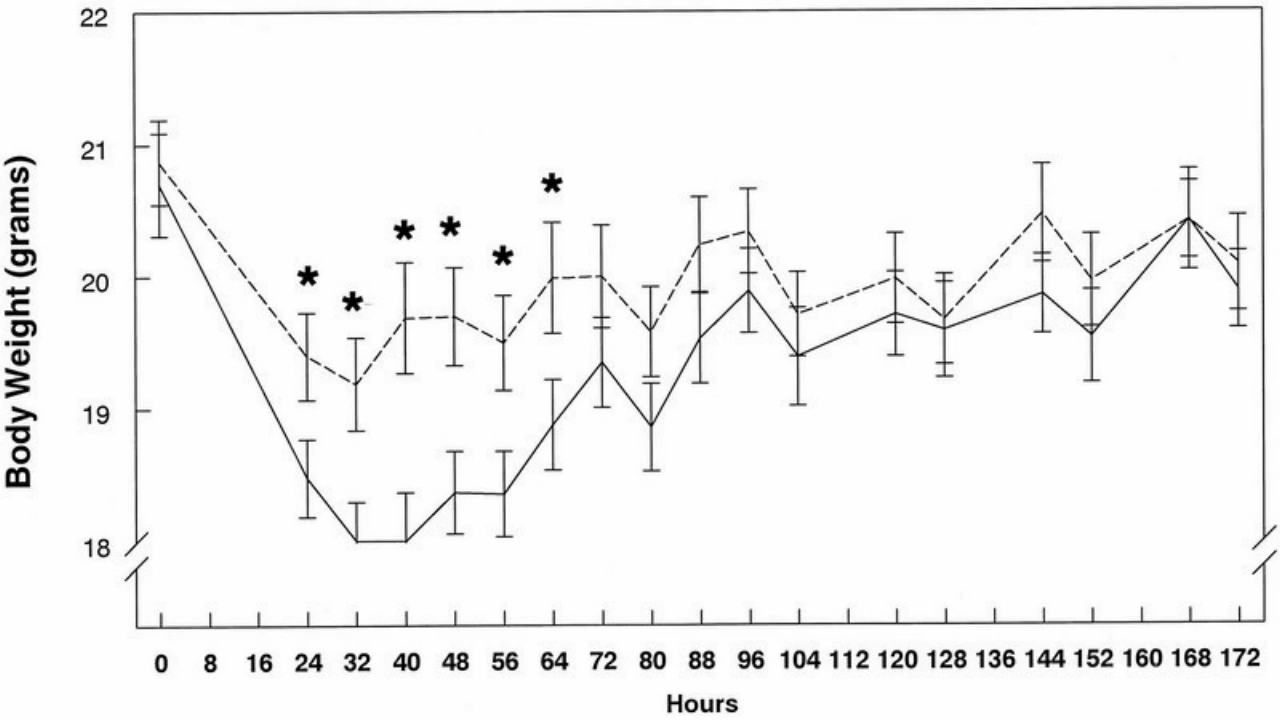 22
21
20
19
18
Body Weight (grams)
* * * * * *
0 8 16 24 32 40 48 56 64 72 80 88 96 104 112 120 128 136 144 152 160 168 172
Hours